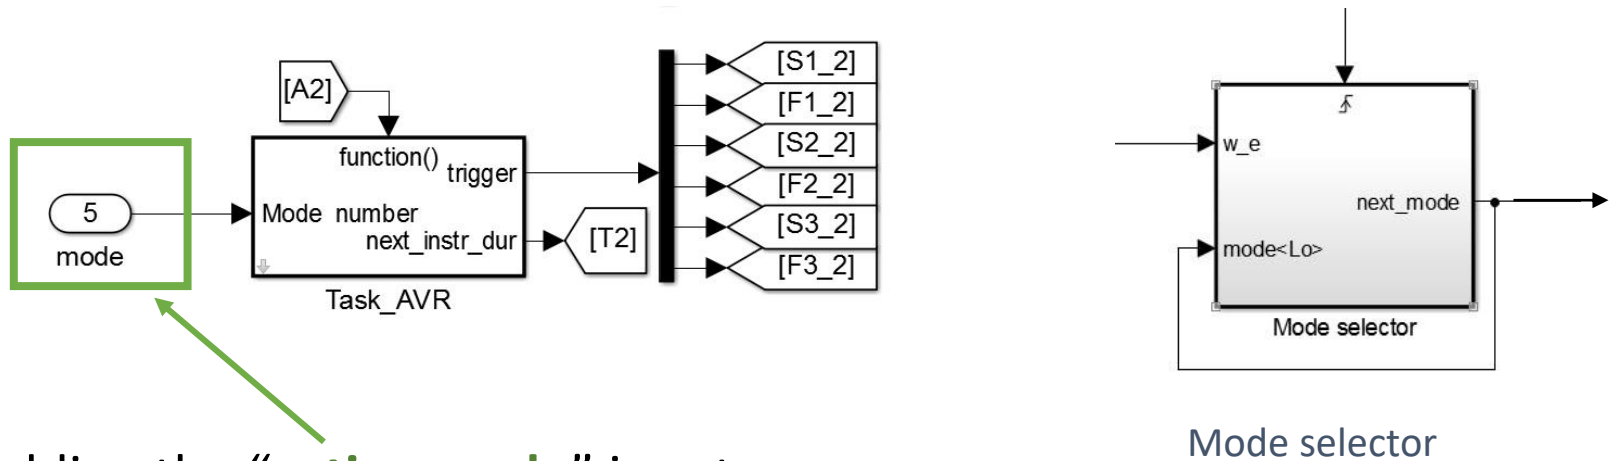 [A2]
5
mode
function()
trigger
Mode number
next_instr_dur
Task_AVR
[T2]
[S1_2]
[F1_2]
[S2_2]
[F2_2]
[S3_2]
[F3_2]
w_e
next_mode
mode<Lo>
Mode selector
Mode selector